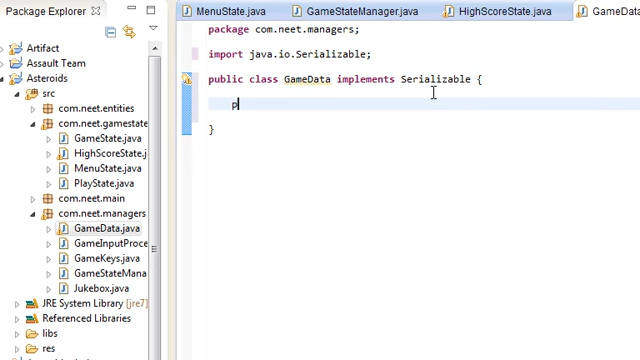 Package Explorer
MenuState.java
GameStateManager.java
HighScoreState.java
GameData
Artifact
Assault Team
Asteroids
src
com.neet.entities
com.neet.gamestate
GameState.java
HighScoreState.j
MenuState.java
PlayState.java
com.neet.main
com.neet.managers
GameData.java
GameInputProce
GameKeys.java
GameStateMana
Jukebox.java
JRE System Library [jre7]
Referenced Libraries
libs
res
package com.neet.managers;
import java.io.Serializable;
public class GameData implements Serializable {
p
}